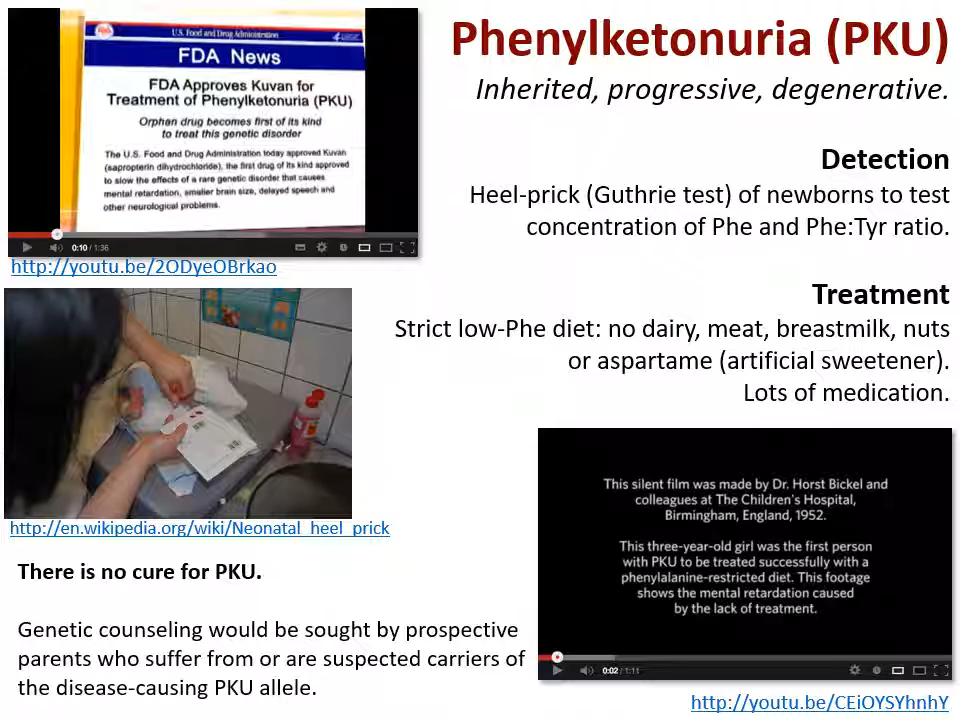 Phenylketonuria (PKU)
Inherited, progressive, degenerative.
U.S. Food and Drug Administration
FDA News
FDA Approves Kuvan for
Treatment of Phenylketonuria (PKU)
Orphan drug becomes first of its kind
to treat this genetic disorder
The U.S. Food and Drug Administration today approved Kuvan
(sapropterin dihydrochloride), the first drug of its kind approved
to slow the effects of a rare genetic disorder that causes
mental retardation, smaller brain size, delayed speech and
other neurological problems.
0:10 / 1:36
http://youtu.be/2ODyeOBrkao
Detection
Heel-prick (Guthrie test) of newborns to test
concentration of Phe and Phe:Tyr ratio.
Treatment
Strict low-Phe diet: no dairy, meat, breastmilk, nuts
or aspartame (artificial sweetener).
Lots of medication.
http://en.wikipedia.org/wiki/Neonatal_heel_prick
There is no cure for PKU.
Genetic counseling would be sought by prospective
parents who suffer from or are suspected carriers of
the disease-causing PKU allele.
This silent film was made by Dr. Horst Bickel and
colleagues at The Children's Hospital,
Birmingham, England, 1952.
This three-year-old girl was the first person
with PKU to be treated successfully with a
phenylalanine-restricted diet. This footage
shows the mental retardation caused
by the lack of treatment.
0:02 / 1:11
http://youtu.be/CEiOYSYhnhY